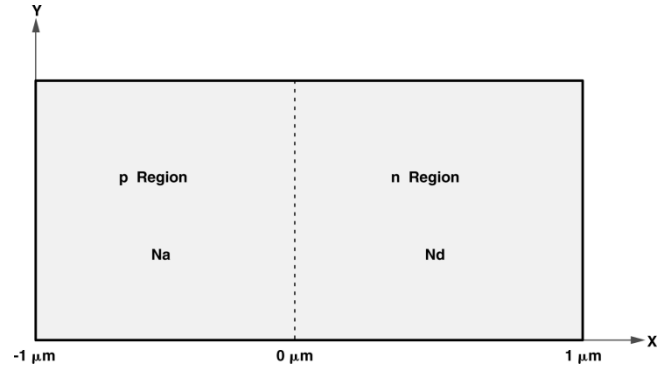 Y
p Region
n Region
Na
Nd
X
-1 μm
0 μm
1 μm